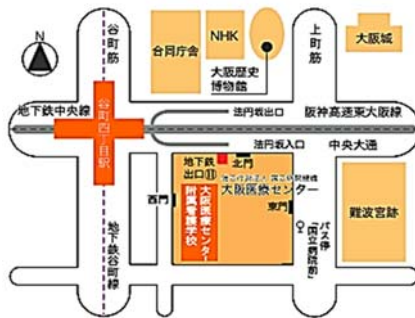 谷町筋
合同庁舎
NHK
大阪歴史
博物館
上町筋
大阪城
地下鉄中央線
谷町四丁目駅
法円坂出口
阪神高速東大阪線
法円坂入口
中央大通
地下鉄
出口⑪
北門
独立行政法人 国立病院機構
大阪医療センター
西門
大阪医療センター
附属看護学校
東門
バス停
「国立病院前」
難波宮跡
地下鉄谷町線